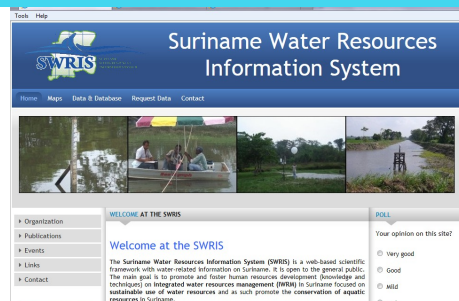 Tools Help
Suriname Water Resources
Information System
SWRIS
Home Maps Data & Database Request Data Contact
WELCOME AT THE SWRIS
POLL
Organization
Publications
Events
Links
Contact
Welcome at the SWRIS
The Suriname Water Resources Information System (SWRIS) is a web-based scientific
framework with water-related information on Suriname. It is open to the general public.
The main goal is to promote and foster human resources development (knowledge and
techniques) on Integrated water resources management (IWRM) in Suriname focused on
sustainable use of water resources and as such promote the conservation of aquatic
resources in Suriname.
Your opinion on this site?
Very good
Good
Mild